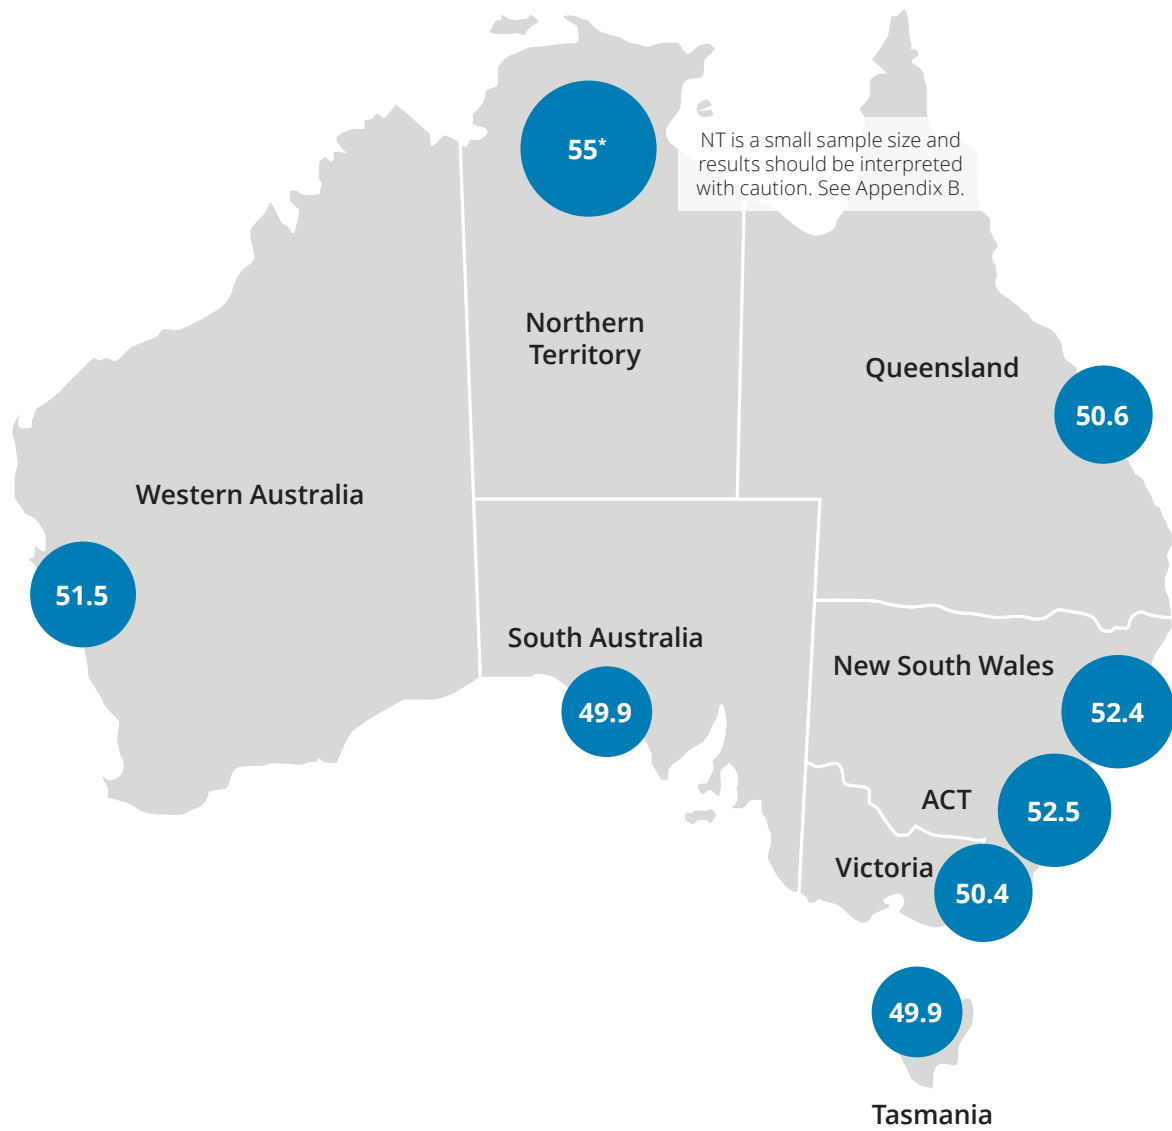 55*
NT is a small sample size and
results should be interpreted
with caution. See Appendix B.
Northern
Territory
Queensland
50.6
Western Australia
51.5
South Australia
49.9
New South Wales
52.4
ACT
52.5
Victoria
50.4
49.9
Tasmania